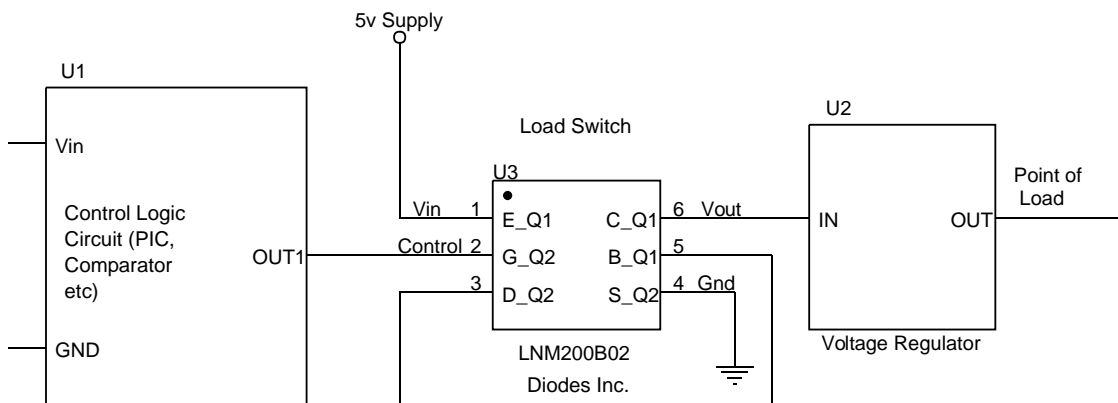 5v Supply
U1
Vin
Control Logic
Circuit (PIC,
Comparator
etc)
OUT1
GND
Load Switch
U3
Vin 1 E_Q1 C_Q1 6 Vout
Control 2 G_Q2 B_Q1 5
3 D_Q2 S_Q2 4 Gnd
LNM200B02
Diodes Inc.
U2
IN
OUT
Voltage Regulator
Point of
Load